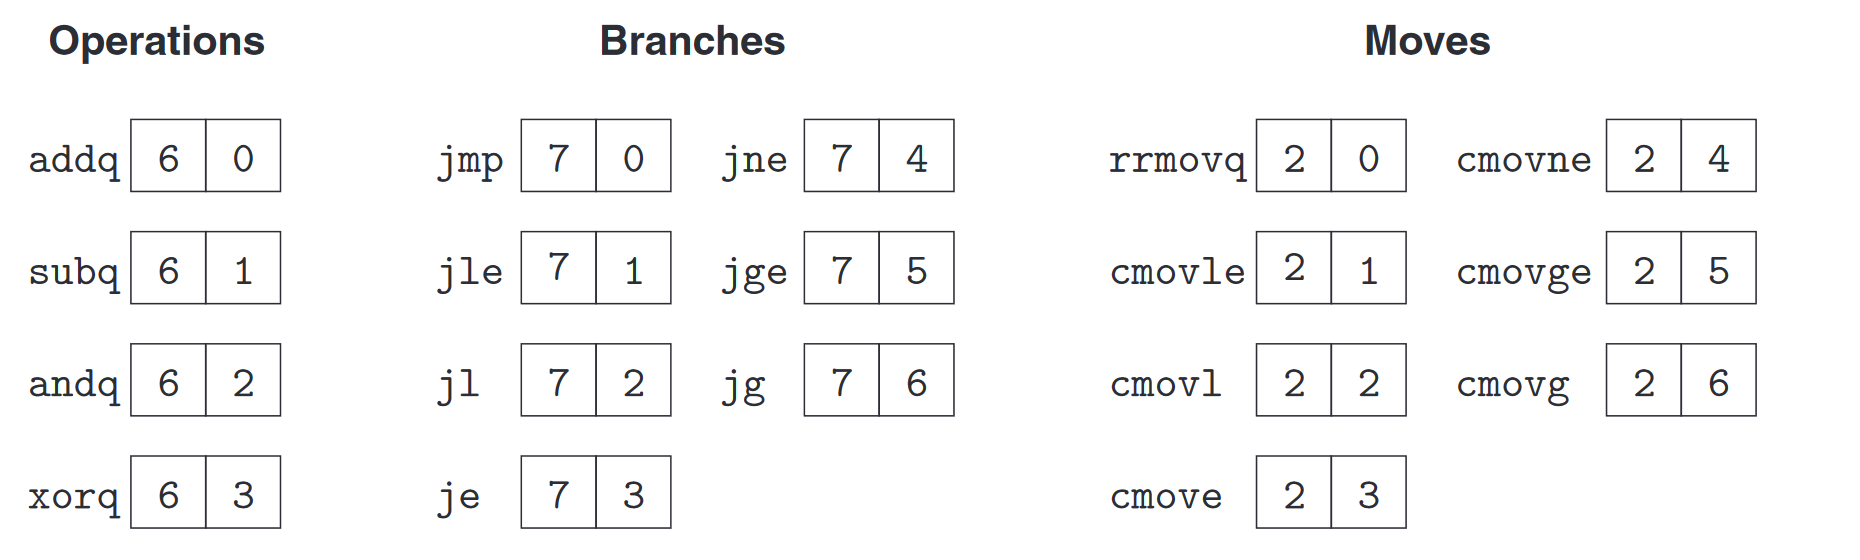 Operations Branches Moves
addq 6 0 jmp 7 0 jne 7 4 rrmovq 2 0 cmovne 2 4
subq 6 1 jle 7 1 jge 7 5 cmovle 2 1 cmovge 2 5
andq 6 2 jl 7 2 jg 7 6 cmovl 2 2 cmovg 2 6
xorq 6 3 je 7 3 cmove 2 3